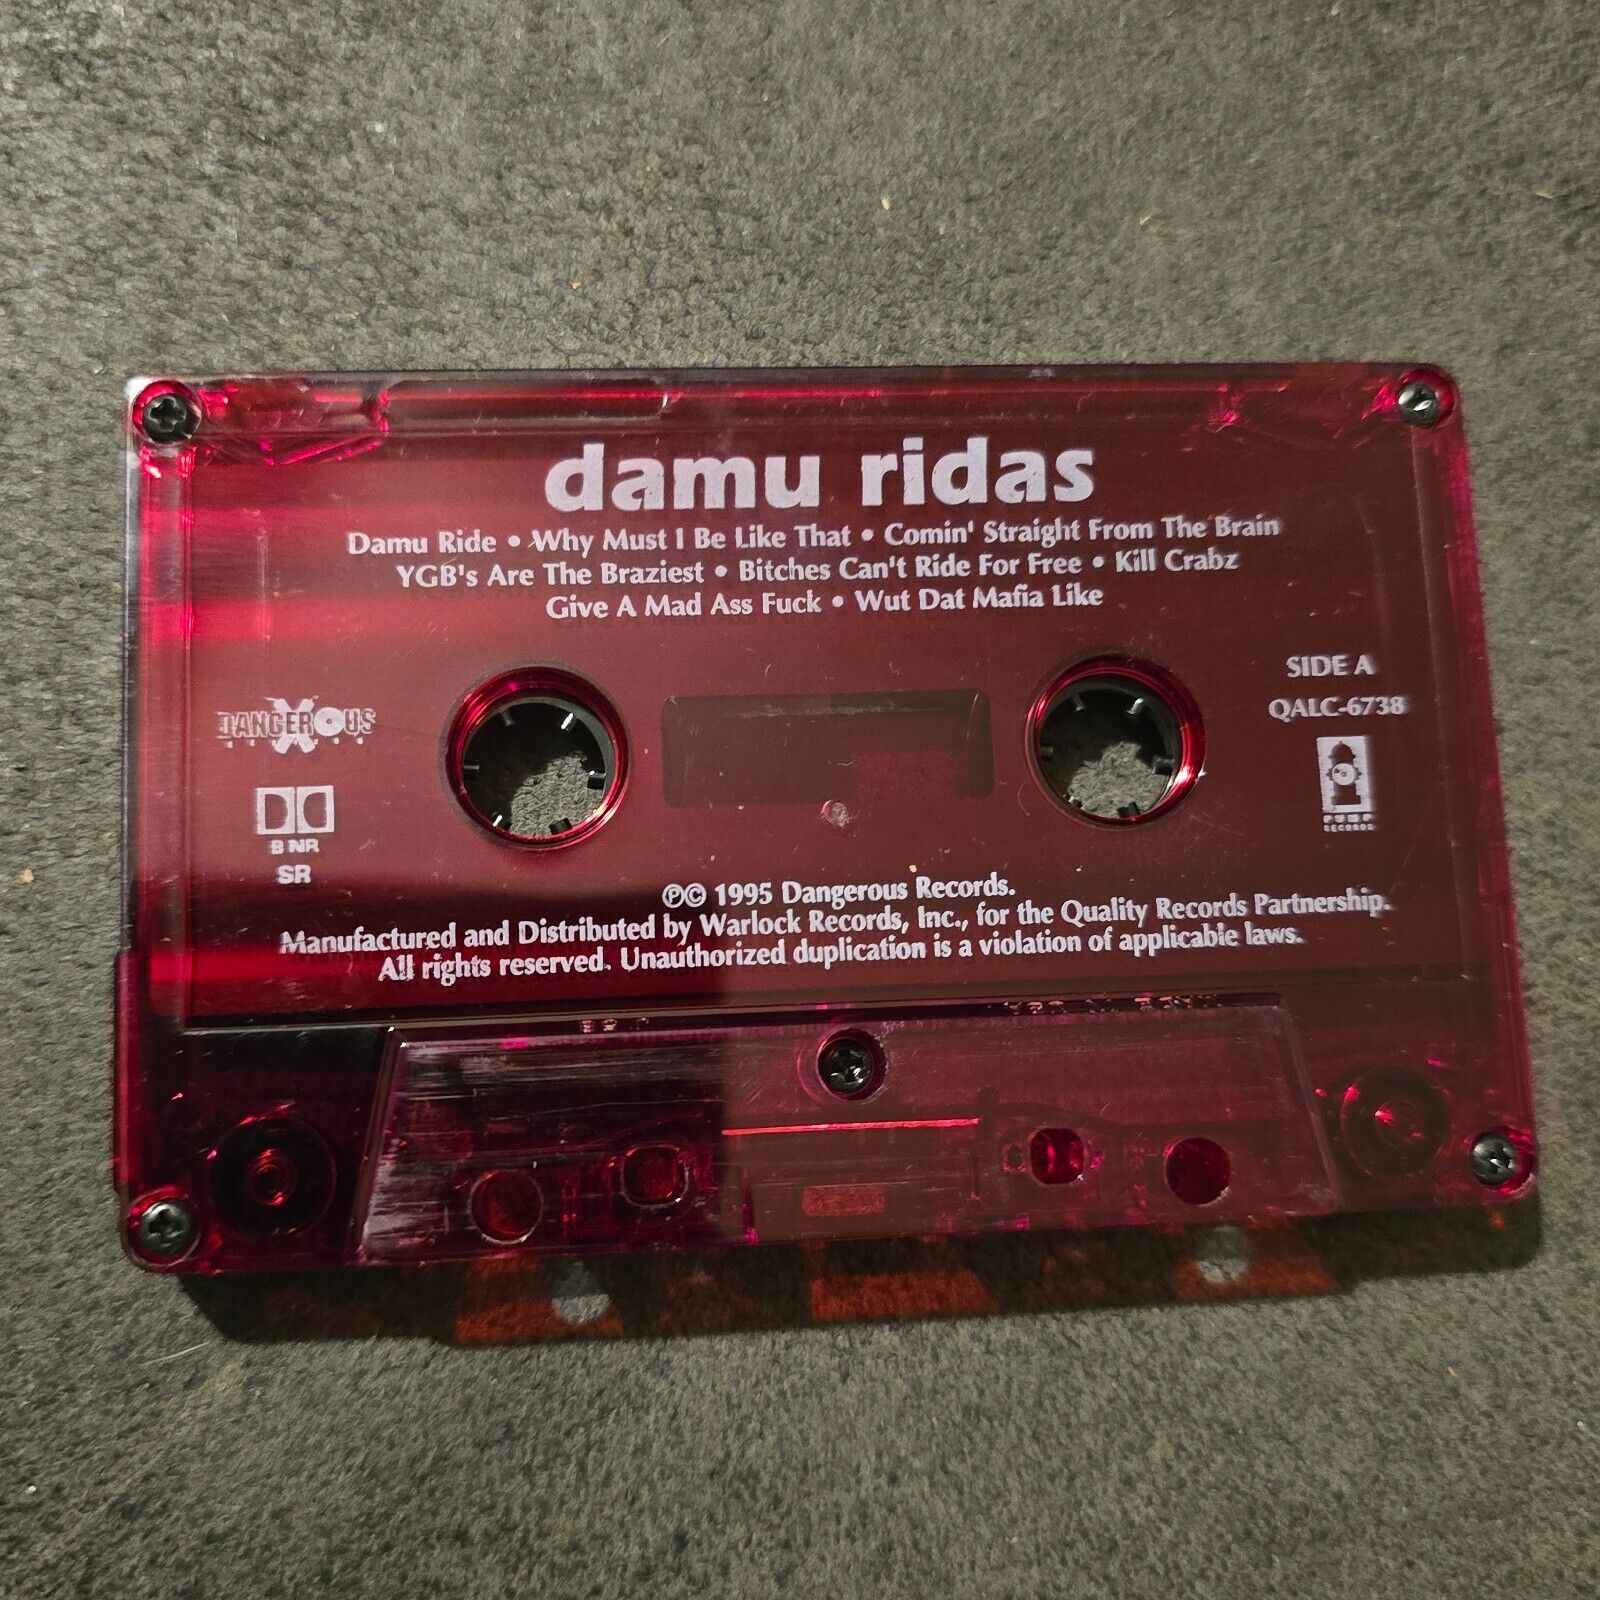 damu ridas
Damu Ride • Why Must I Be Like That • Comin' Straight From The Brain
YGB's Are The Braziest • Bitches Can't Ride For Free • Kill Crabz
Give A Mad Ass Fuck • Wut Dat Mafia Like
SIDE A
QALC-6738
DANGEROUS
B NR
SR
PUMP
RECORDS
℗© 1995 Dangerous Records.
Manufactured and Distributed by Warlock Records, Inc., for the Quality Records Partnership.
All rights reserved. Unauthorized duplication is a violation of applicable laws.